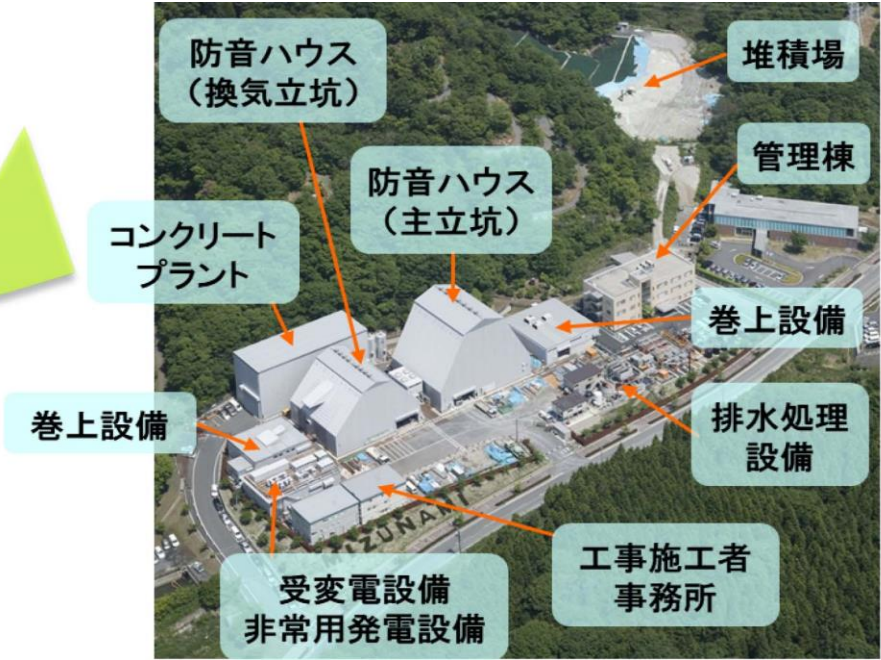 防音ハウス
（換気立坑）
堆積場
管理棟
防音ハウス
（主立坑）
コンクリート
プラント
巻上設備
巻上設備
排水処理
設備
MIZUNAMI
工事施工者
事務所
受変電設備
非常用発電設備